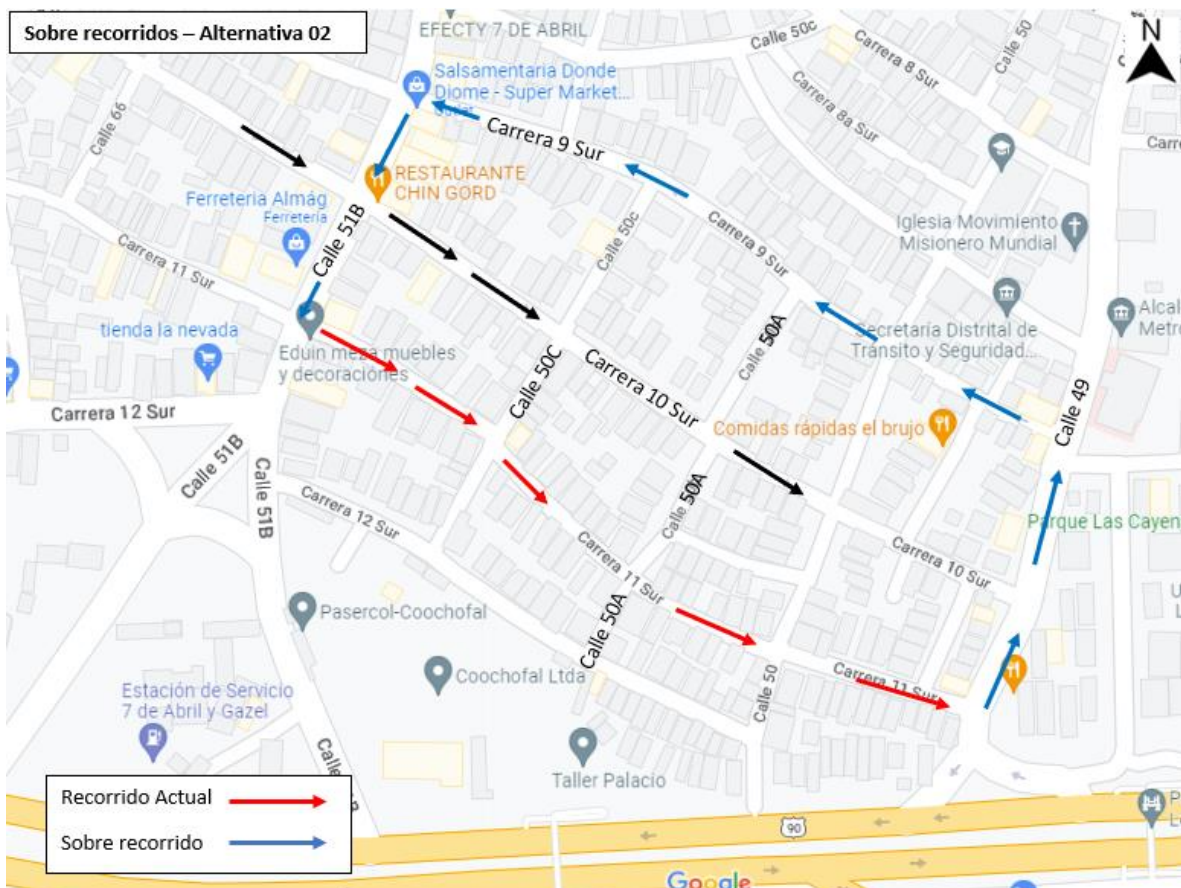 Sobre recorridos – Alternativa 02
N
EFECTY 7 DE ABRIL
Calle 50c
Calle 50
Carrera 8 Sur
Carrera 8a Sur
Salsamentaria Donde
Diome - Super Market...
Carrera 9 Sur
Calle 66
RESTAURANTE
CHIN GORD
Ferreteria Almág
Ferretería
Calle 51B
Calle 50c
Iglesia Movimiento
Misionero Mundial
Carrera 11 Sur
Carrera 9 Sur
tienda la nevada
Eduin meza muebles
y decoraciones
Calle 50A
Secretaría Distrital de
Tránsito y Seguridad...
Alcal
Metro
Carrera 12 Sur
Calle 50C
Carrera 10 Sur
Comidas rápidas el brujo
Calle 49
Calle 51B
Calle 51B
Carrera 12 Sur
Calle 50A
Parque Las Cayen
Carrera 11 Sur
Carrera 10 Sur
Pasercol-Coochofal
Calle 50A
Coochofal Ltda
Calle 50
Carrera 11 Sur
Estación de Servicio
7 de Abril y Gazel
Taller Palacio
Recorrido Actual
Sobre recorrido
90
Google